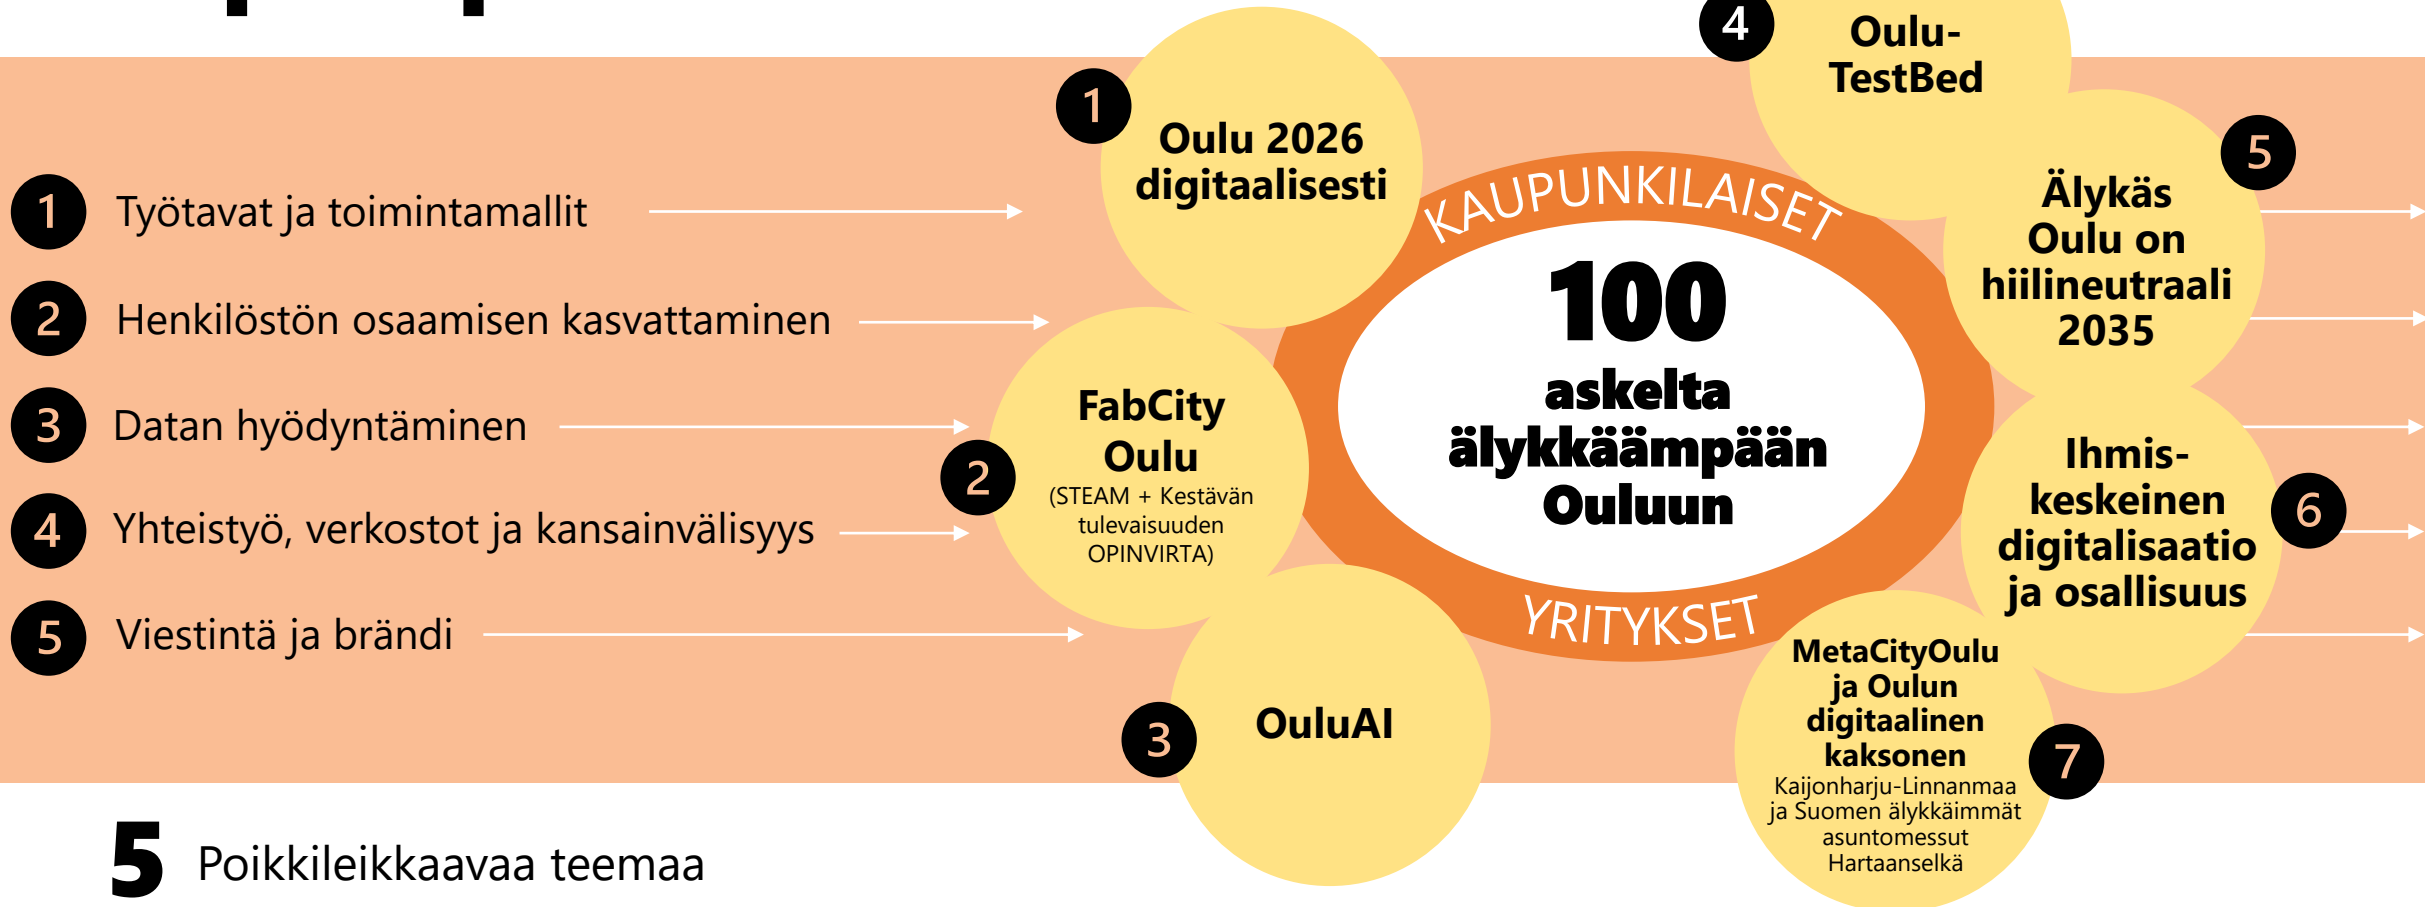 1 Työtavat ja toimintamallit
2 Henkilöstön osaamisen kasvattaminen
3 Datan hyödyntäminen
4 Yhteistyö, verkostot ja kansainvälisyys
5 Viestintä ja brändi
5 Poikkileikkaavaa teemaa
1
Oulu 2026
digitaalisesti
2
FabCity
Oulu
(STEAM + Kestävän
tulevaisuuden
OPINVIRTA)
3
OuluAI
KAUPUNKILAISET
100
askelta
älykkäämpään
Ouluun
YRITYKSET
4
Oulu-
TestBed
5
Älykäs
Oulu on
hiilineutraali
2035
6
Ihmis-
keskeinen
digitalisaatio
ja osallisuus
7
MetaCityOulu
ja Oulun
digitaalinen
kaksonen
Kaijonharju-Linnanmaa
ja Suomen älykkäimmät
asuntomessut
Hartaanselkä